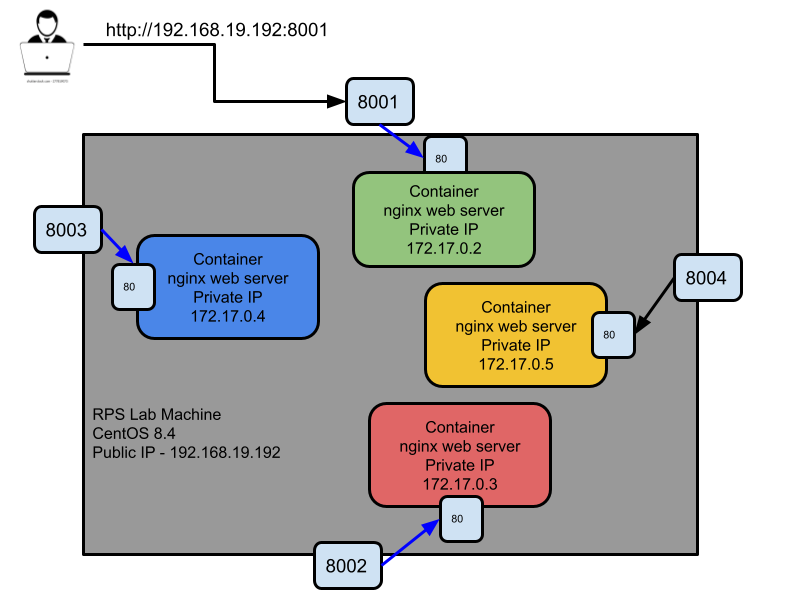 http://192.168.19.192:8001
8001
80
Container
nginx web server
Private IP
172.17.0.2
8003
80
Container
nginx web server
Private IP
172.17.0.4
8004
80
Container
nginx web server
Private IP
172.17.0.5
RPS Lab Machine
CentOS 8.4
Public IP - 192.168.19.192
Container
nginx web server
Private IP
172.17.0.3
80
8002